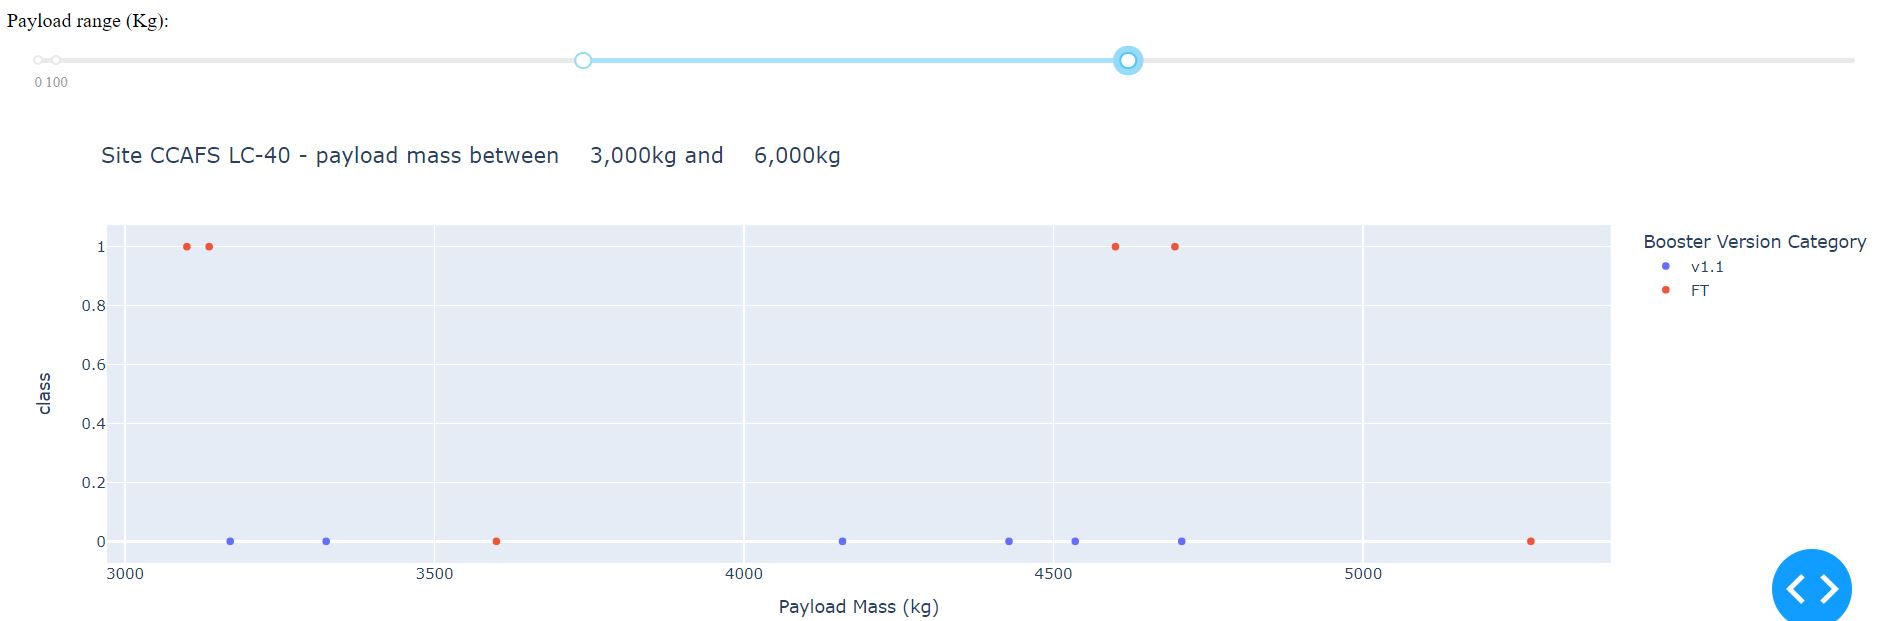 Payload range (Kg):
0 100
Site CCAFS LC-40 - payload mass between 3,000kg and 6,000kg
Booster Version Category
v1.1
FT
1
0.8
0.6
0.4
0.2
0
class
3000 3500 4000 4500 5000
Payload Mass (kg)